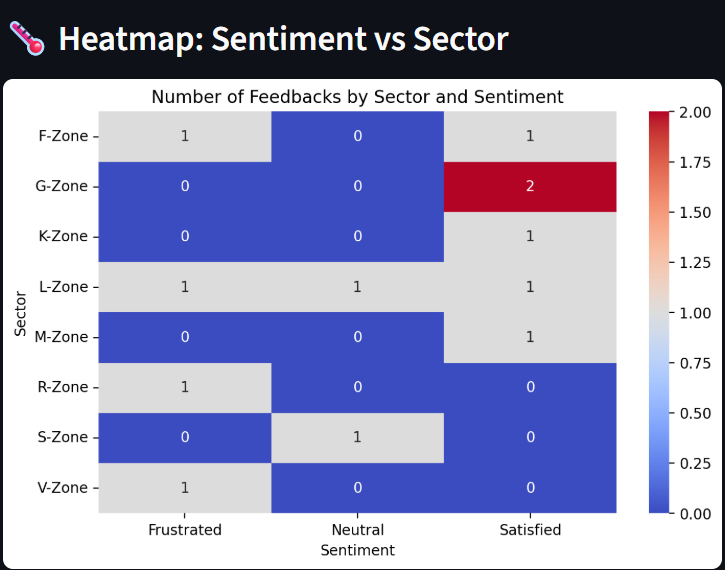 Heatmap: Sentiment vs Sector
Number of Feedbacks by Sector and Sentiment
F-Zone 1 0 1
G-Zone 0 0 2
K-Zone 0 0 1
L-Zone 1 1 1
M-Zone 0 0 1
R-Zone 1 0 0
S-Zone 0 1 0
V-Zone 1 0 0
Sector
Frustrated Neutral Satisfied
Sentiment
2.00
1.75
1.50
1.25
1.00
0.75
0.50
0.25
0.00